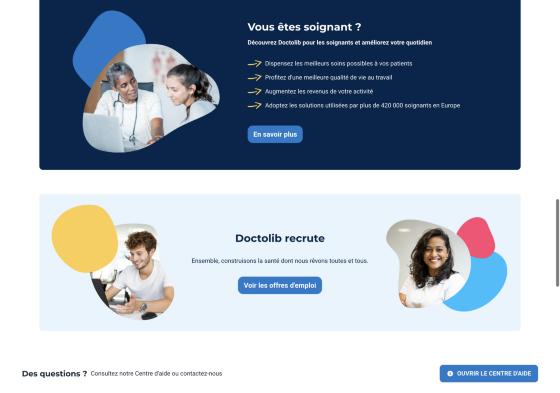 Vous êtes soignant ?
Découvrez Doctolib pour les soignants et améliorez votre quotidien
Dispensez les meilleurs soins possibles à vos patients
Profitez d'une meilleure qualité de vie au travail
Augmentez les revenus de votre activité
Adoptez les solutions utilisées par plus de 420 000 soignants en Europe
En savoir plus
Doctolib recrute
Ensemble, construisons la santé dont nous rêvons toutes et tous.
Voir les offres d'emploi
Des questions ? Consultez notre Centre d'aide ou contactez-nous
OUVRIR LE CENTRE D'AIDE